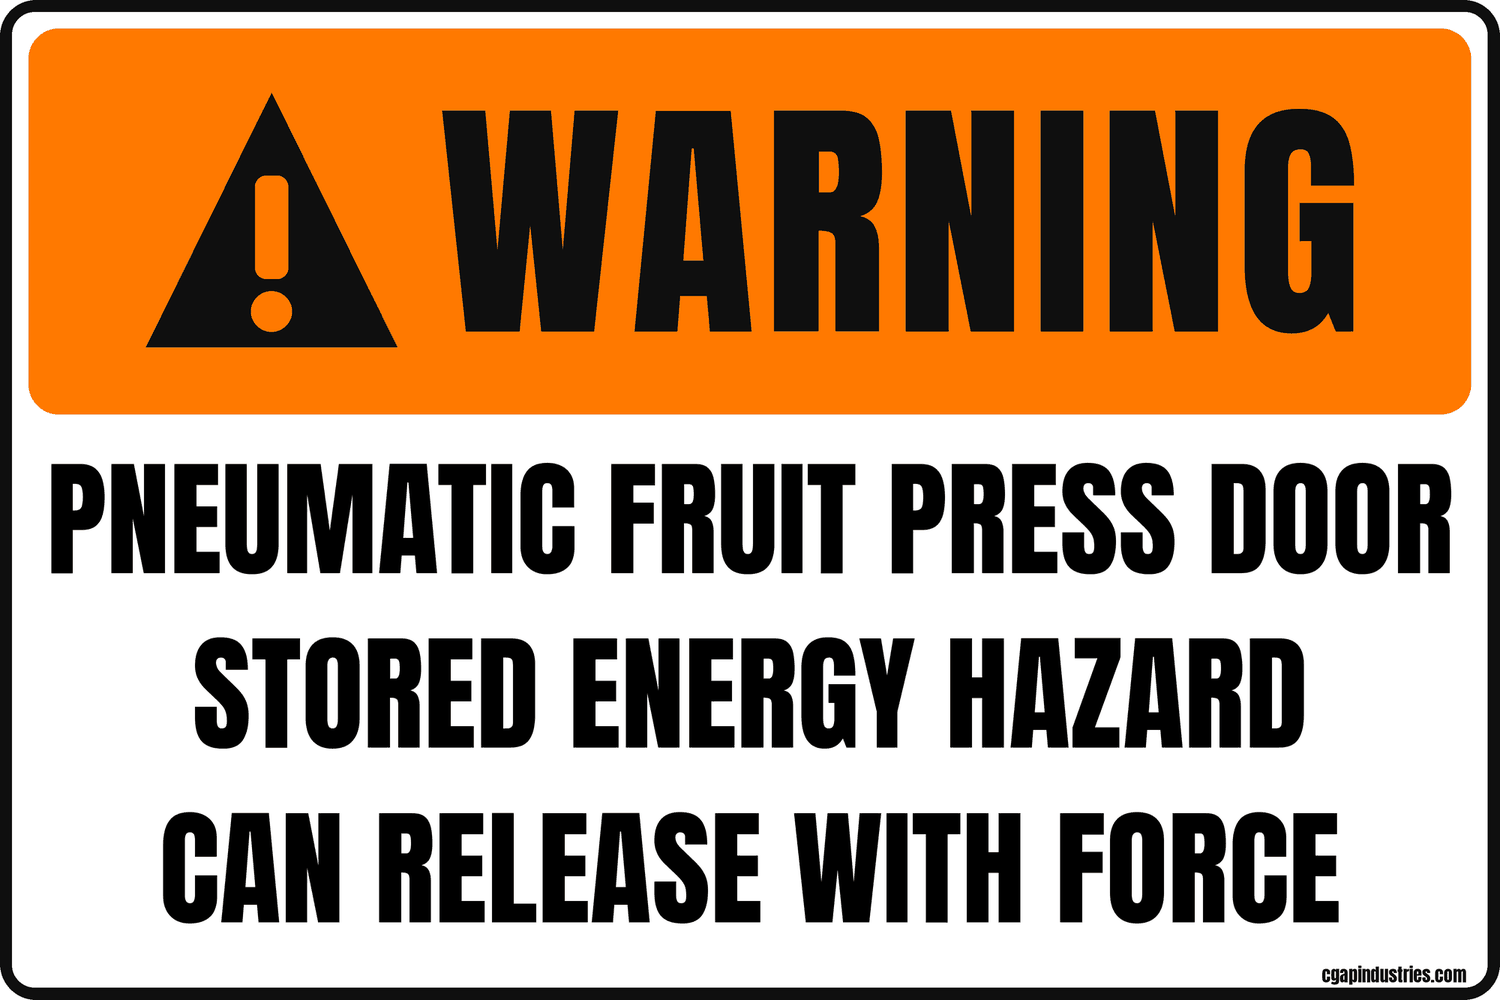 WARNING
PNEUMATIC FRUIT PRESS DOOR
STORED ENERGY HAZARD
CAN RELEASE WITH FORCE
cgapindustries.com